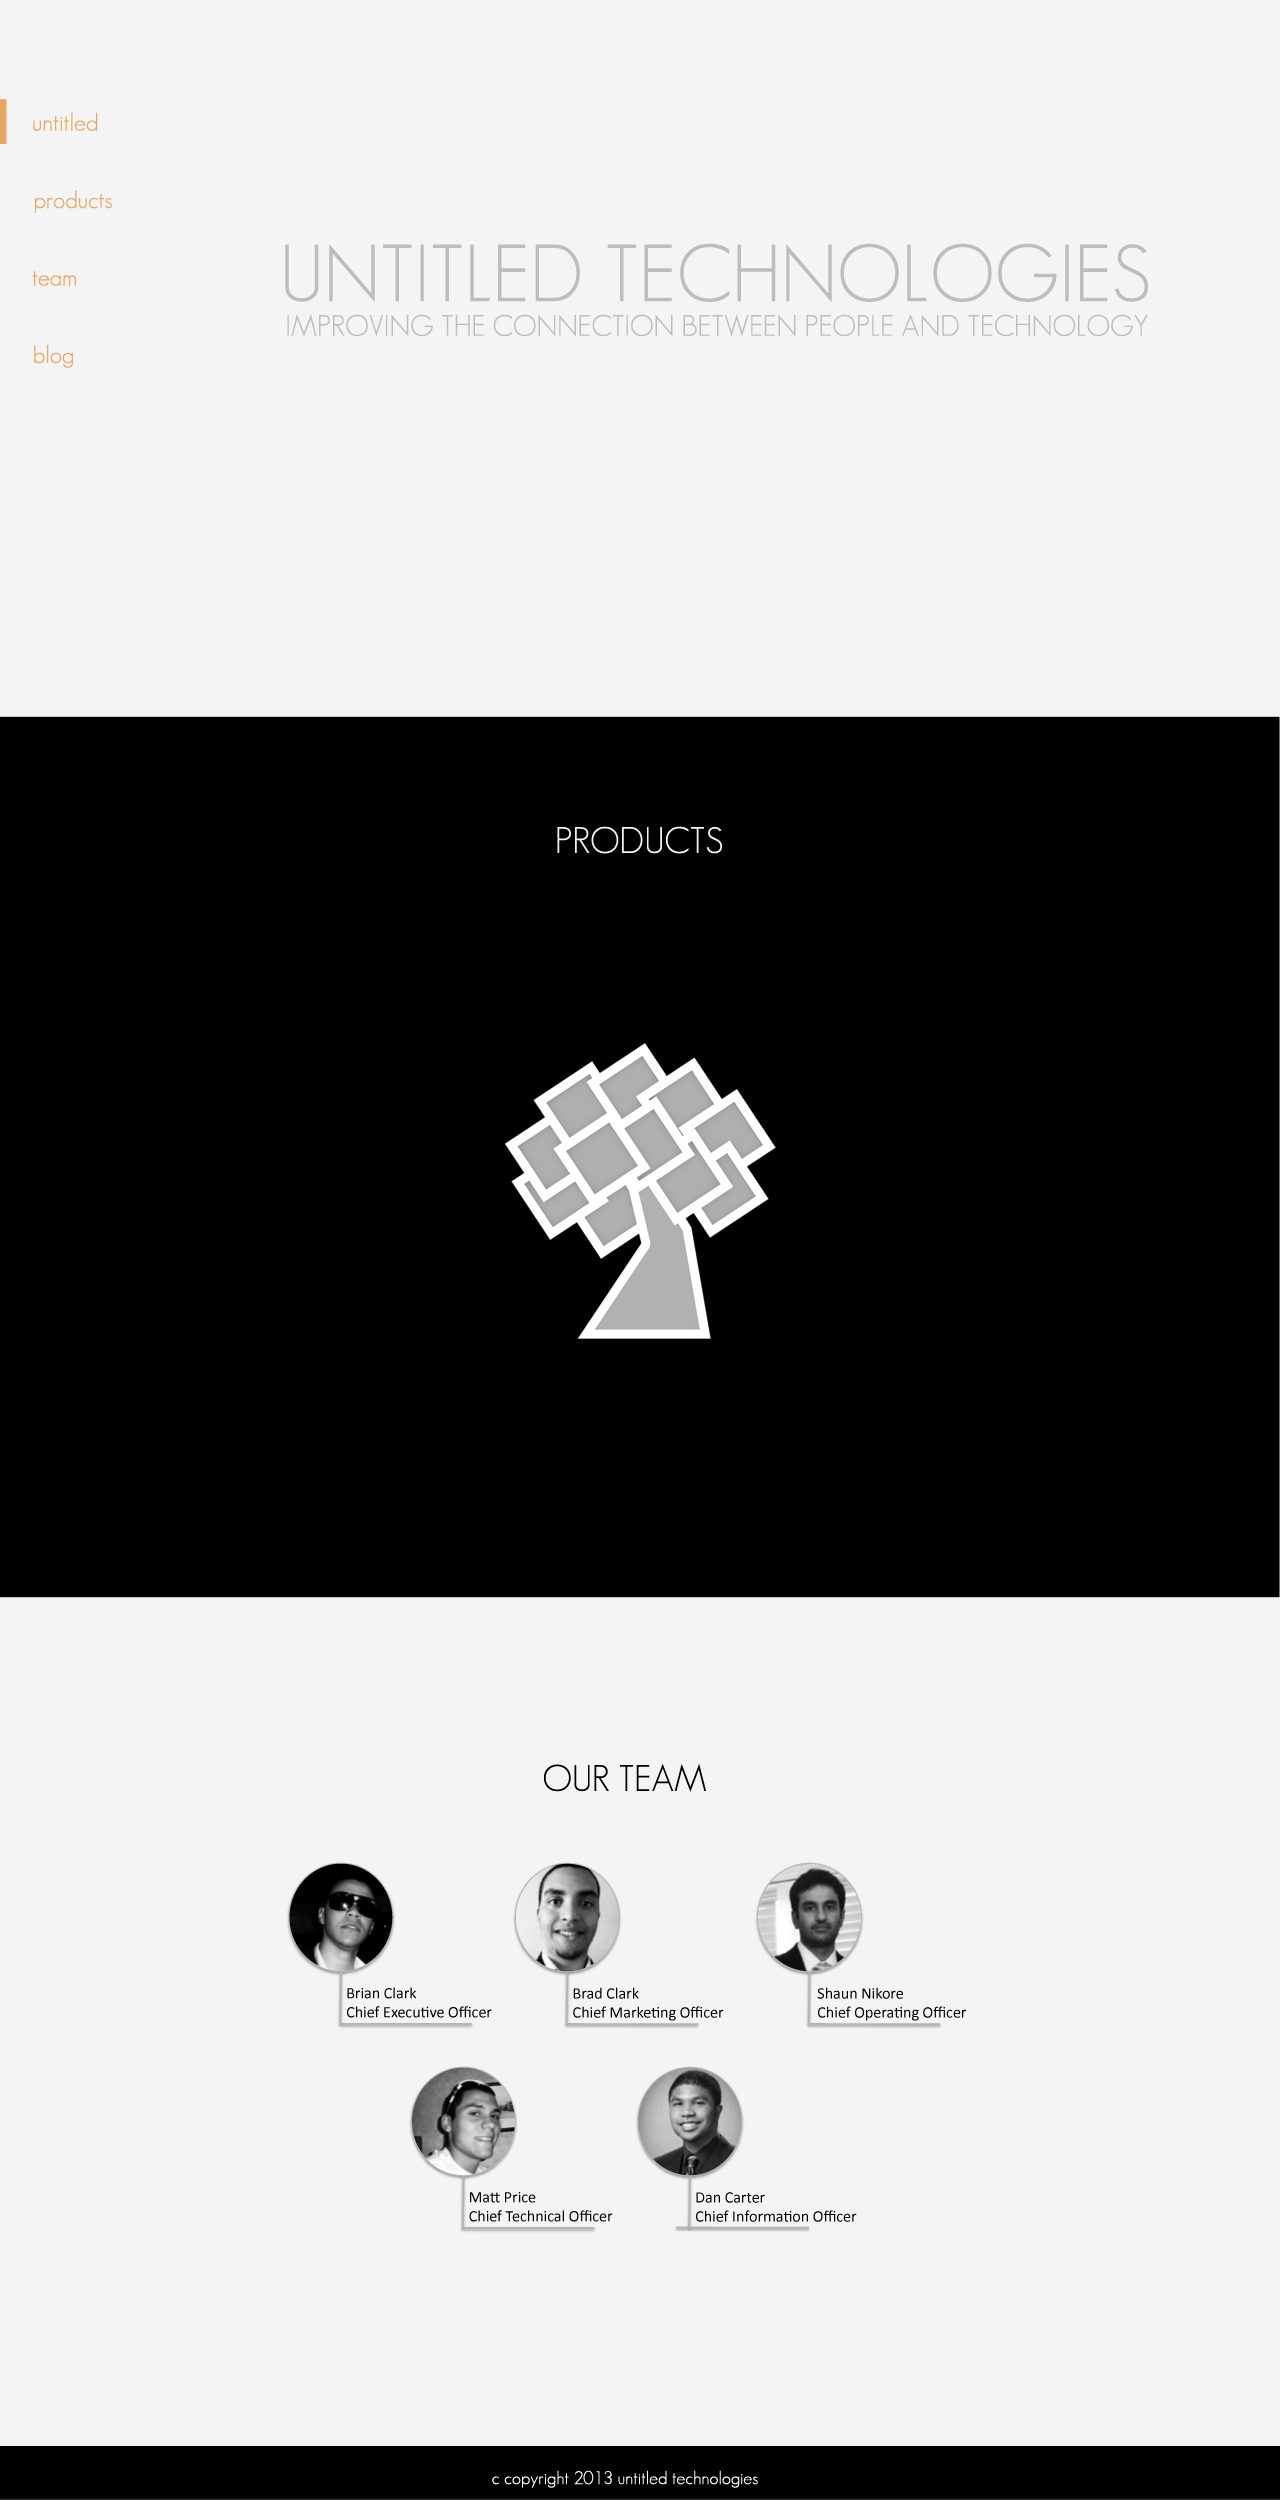 untitled
products
team
blog
UNTITLED TECHNOLOGIES
IMPROVING THE CONNECTION BETWEEN PEOPLE AND TECHNOLOGY
PRODUCTS
OUR TEAM
Brian Clark
Chief Executive Officer
Brad Clark
Chief Marketing Officer
Shaun Nikore
Chief Operating Officer
Matt Price
Chief Technical Officer
Dan Carter
Chief Information Officer
c copyright 2013 untitled technologies